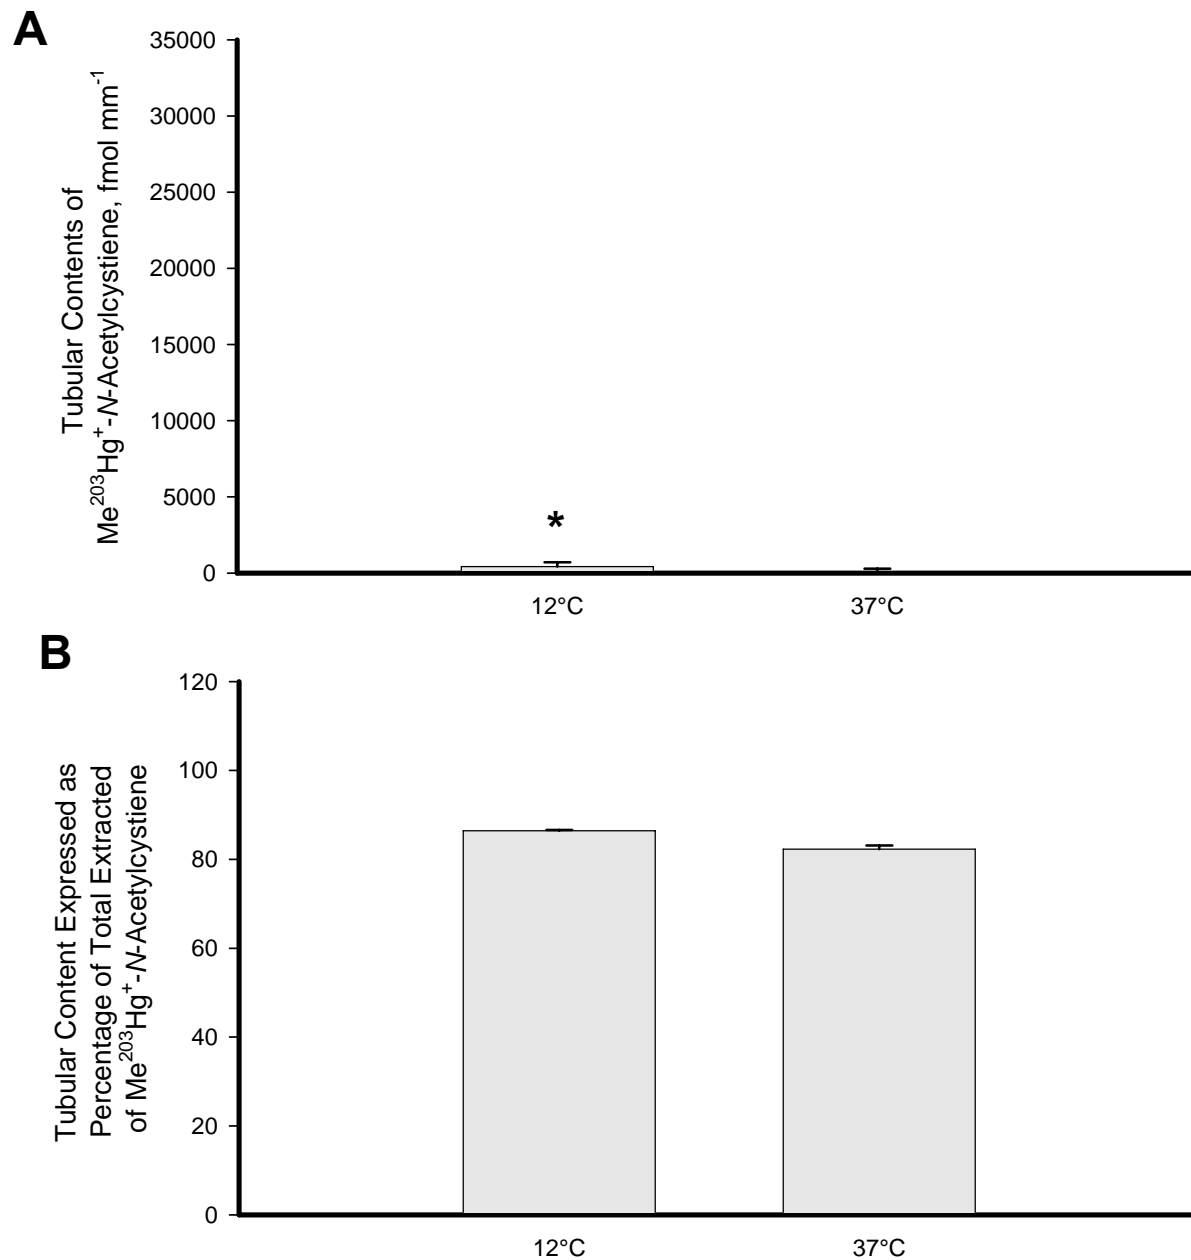 A
35000
30000
25000
20000
15000
10000
5000
0
Tubular Contents of
Me²⁰³Hg⁺-N-Acetylcystiene, fmol mm⁻¹
*
12°C 37°C
B
120
100
80
60
40
20
0
Tubular Content Expressed as
Percentage of Total Extracted
of Me²⁰³Hg⁺-N-Acetylcystiene
12°C 37°C